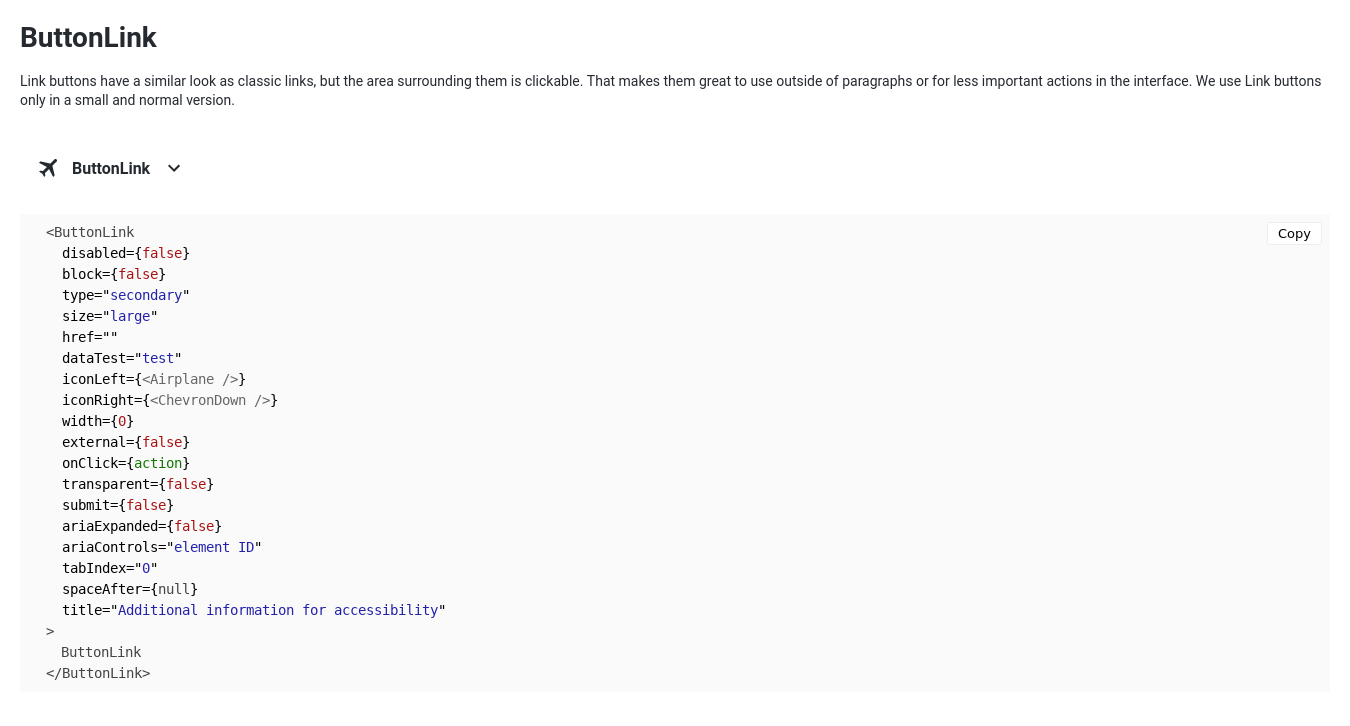 ButtonLink
Link buttons have a similar look as classic links, but the area surrounding them is clickable. That makes them great to use outside of paragraphs or for less important actions in the interface. We use Link buttons
only in a small and normal version.
ButtonLink
Copy
<ButtonLink
  disabled={false}
  block={false}
  type="secondary"
  size="large"
  href=""
  dataTest="test"
  iconLeft={<Airplane />}
  iconRight={<ChevronDown />}
  width={0}
  external={false}
  onClick={action}
  transparent={false}
  submit={false}
  ariaExpanded={false}
  ariaControls="element ID"
  tabIndex="0"
  spaceAfter={null}
  title="Additional information for accessibility"
>
  ButtonLink
</ButtonLink>